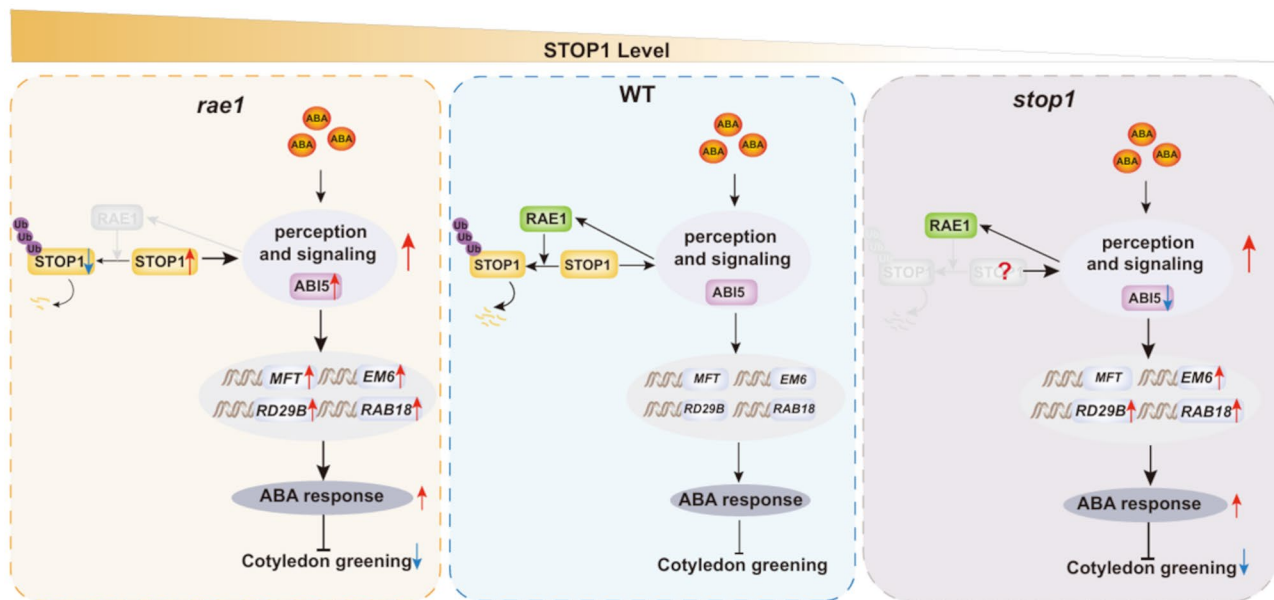 STOP1 Level
rae1
ABA
ABA
ABA
RAE1
Ub
Ub
Ub
STOP1
STOP1
perception
and signaling
ABI5
MFT
EM6
RD29B
RAB18
ABA response
Cotyledon greening
WT
ABA
ABA
ABA
RAE1
Ub
Ub
Ub
STOP1
STOP1
perception
and signaling
ABI5
MFT
EM6
RD29B
RAB18
ABA response
Cotyledon greening
stop1
ABA
ABA
ABA
RAE1
STOP1
STOP1
?
perception
and signaling
ABI5
MFT
EM6
RD29B
RAB18
ABA response
Cotyledon greening